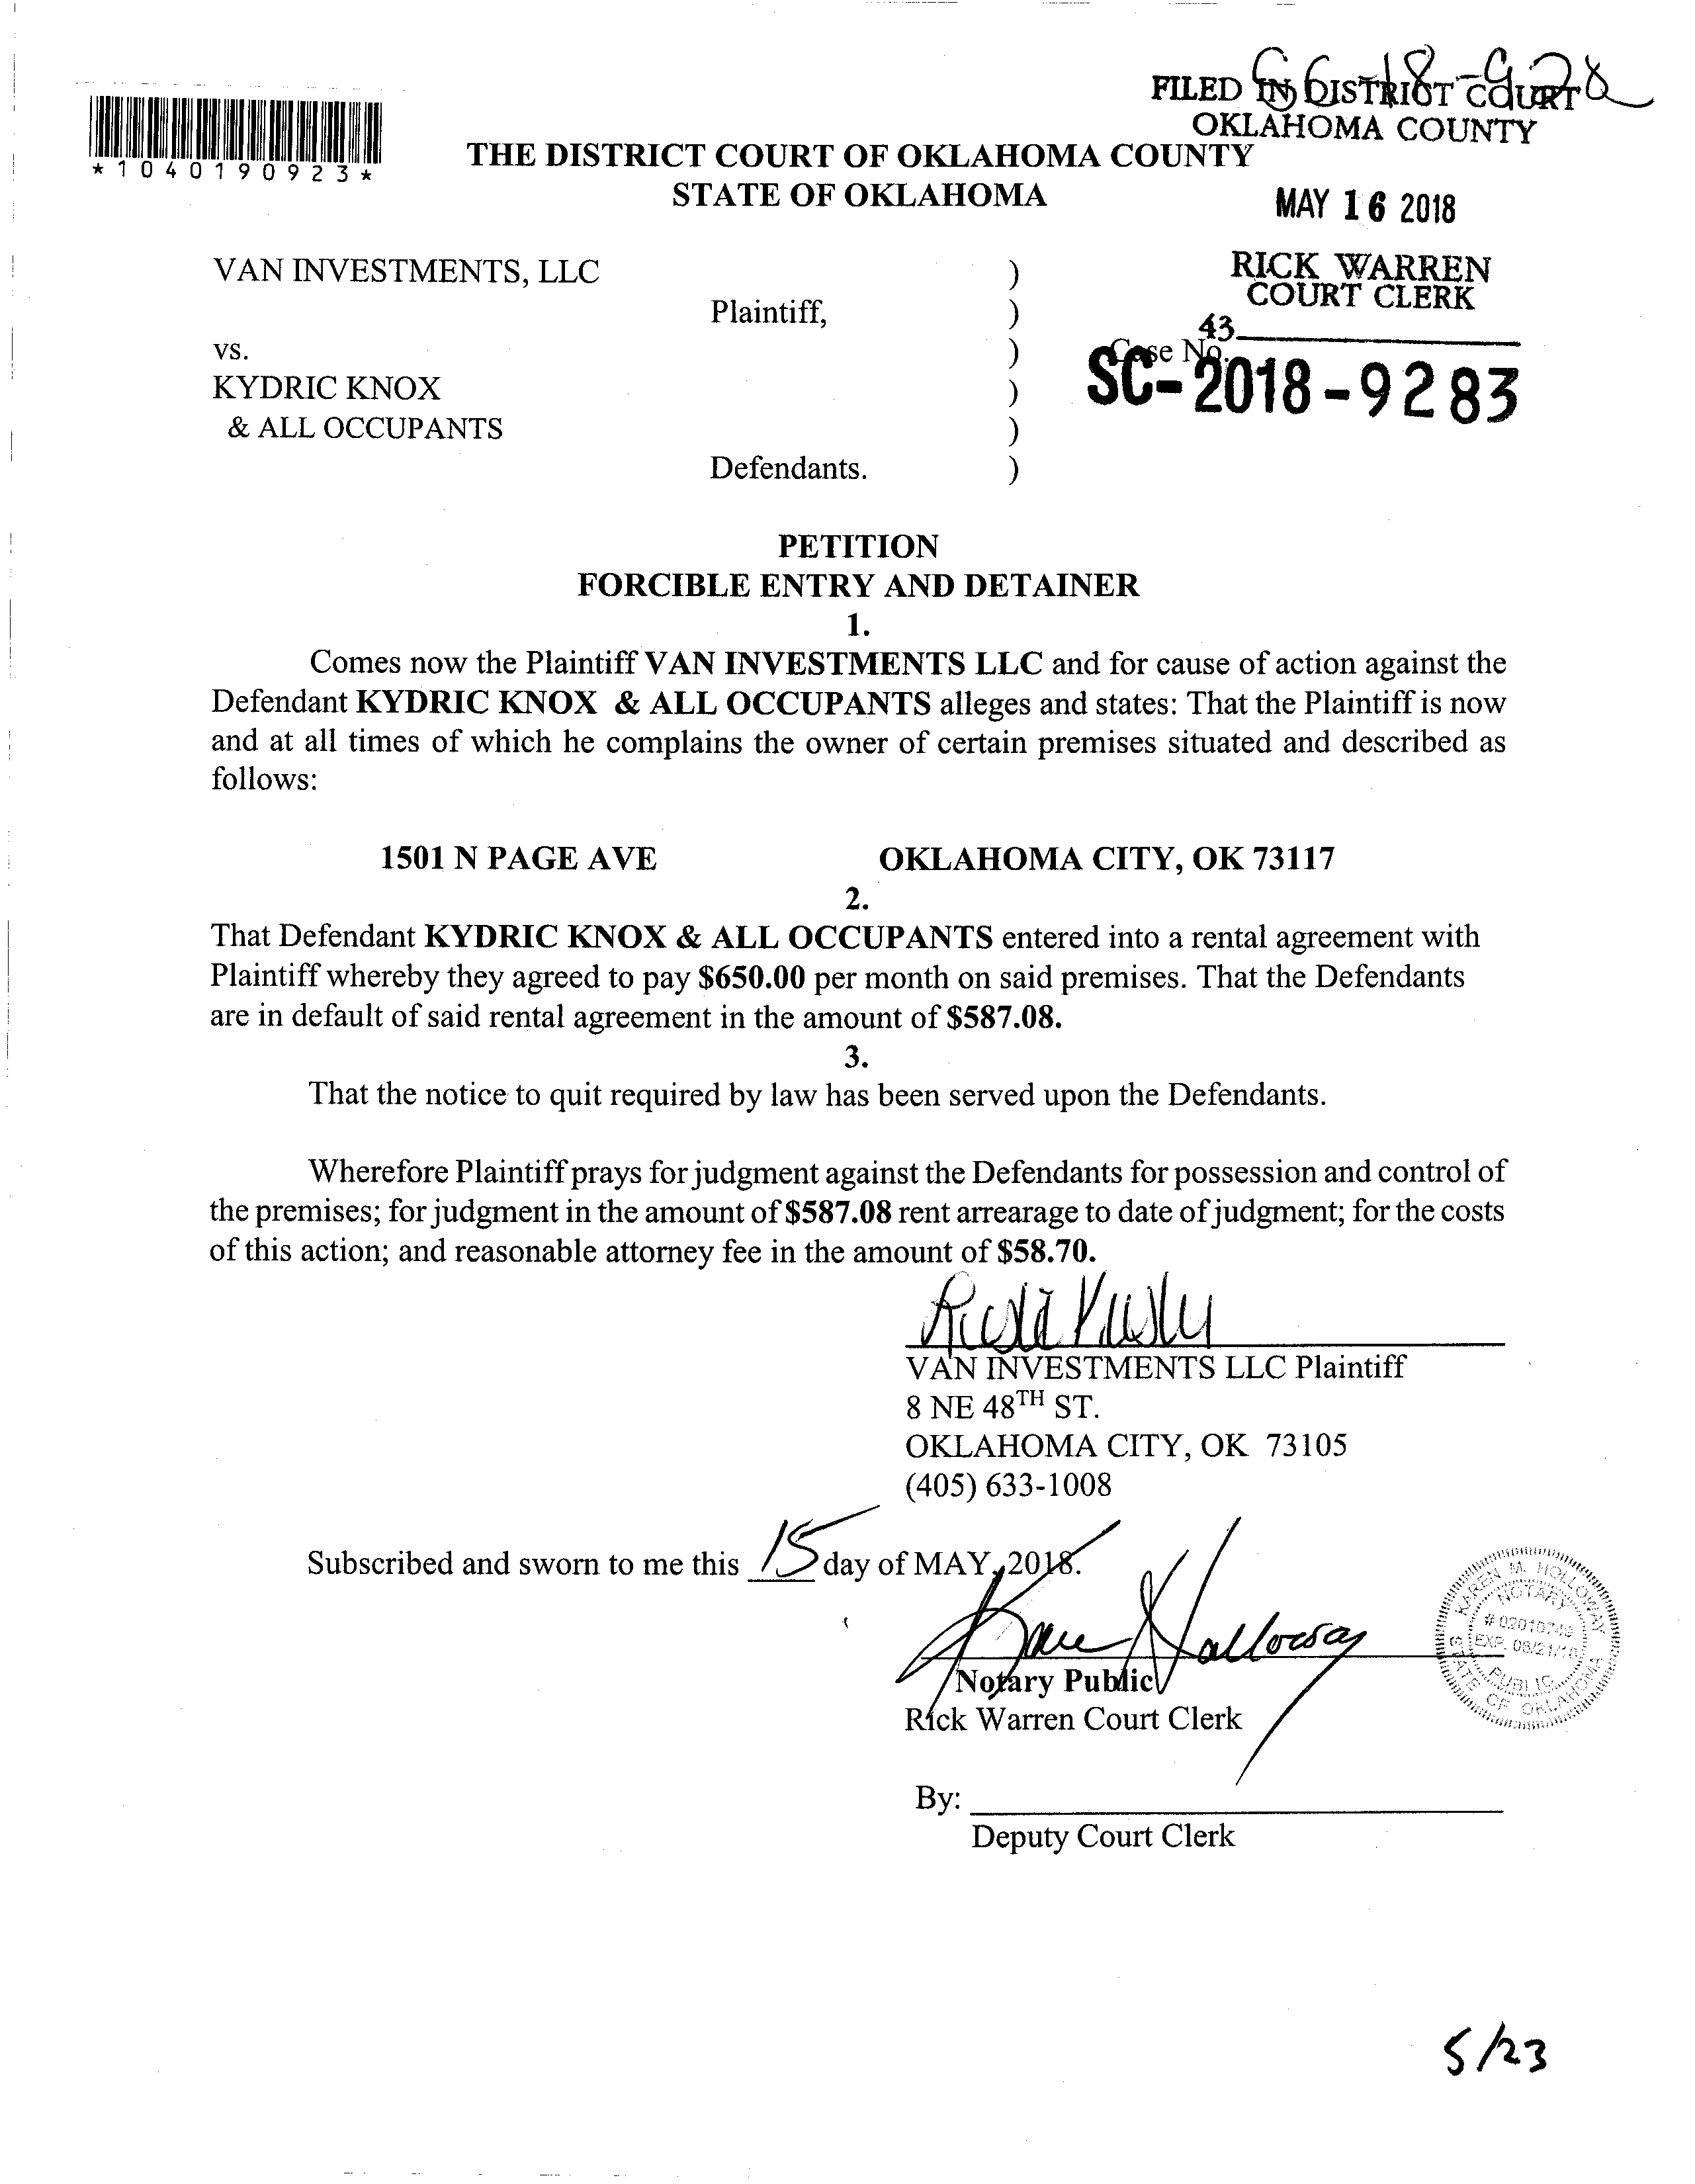 FILED IN DISTRICT COURT
OKLAHOMA COUNTY
*1040190923*
THE DISTRICT COURT OF OKLAHOMA COUNTY
STATE OF OKLAHOMA
MAY 16 2018
VAN INVESTMENTS, LLC )
RICK WARREN
COURT CLERK
Plaintiff, )
43
vs. ) Case No.
SC-2018-9283
KYDRIC KNOX )
& ALL OCCUPANTS )
Defendants. )
PETITION
FORCIBLE ENTRY AND DETAINER
1.
Comes now the Plaintiff VAN INVESTMENTS LLC and for cause of action against the
Defendant KYDRIC KNOX & ALL OCCUPANTS alleges and states: That the Plaintiff is now
and at all times of which he complains the owner of certain premises situated and described as
follows:
1501 N PAGE AVE OKLAHOMA CITY, OK 73117
2.
That Defendant KYDRIC KNOX & ALL OCCUPANTS entered into a rental agreement with
Plaintiff whereby they agreed to pay $650.00 per month on said premises. That the Defendants
are in default of said rental agreement in the amount of $587.08.
3.
That the notice to quit required by law has been served upon the Defendants.
Wherefore Plaintiff prays for judgment against the Defendants for possession and control of
the premises; for judgment in the amount of $587.08 rent arrearage to date of judgment; for the costs
of this action; and reasonable attorney fee in the amount of $58.70.
VAN INVESTMENTS LLC Plaintiff
8 NE 48TH ST.
OKLAHOMA CITY, OK 73105
(405) 633-1008
Subscribed and sworn to me this 15 day of MAY, 2018.
Karen Holloway
KAREN M. HOLLOWAY
NOTARY
# 02010749
PUBLIC
STATE OF OKLAHOMA
Notary Public
Rick Warren Court Clerk
By:
Deputy Court Clerk
5/23